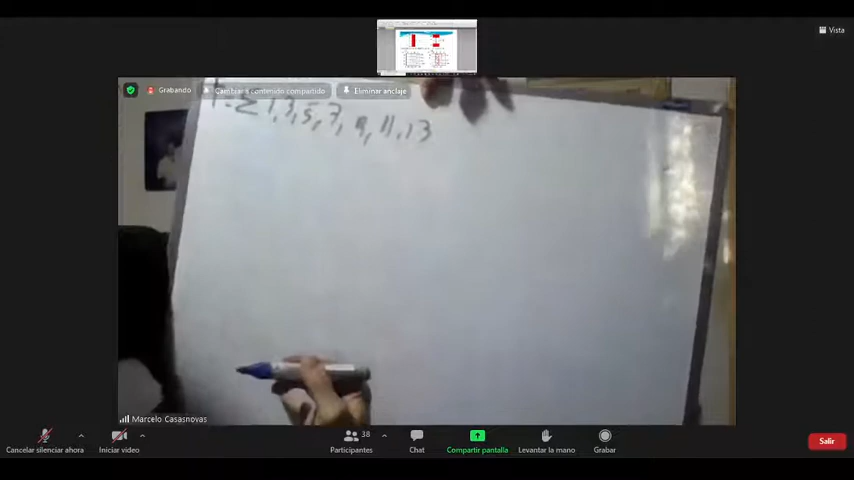 Vista
Grabando
Cambiar a contenido compartido
Eliminar anclaje
1, 3, 5, 7, 9, 11, 13
Marcelo Casasnovas
38
Cancelar silenciar ahora
Iniciar video
Participantes
Chat
Compartir pantalla
Levantar la mano
Grabar
Salir